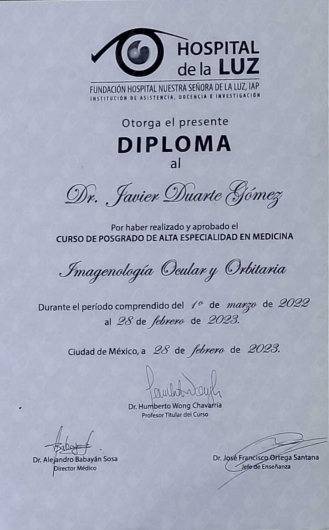 HOSPITAL
de la LUZ
FUNDACIÓN HOSPITAL NUESTRA SEÑORA DE LA LUZ, IAP
INSTITUCIÓN DE ASISTENCIA, DOCENCIA E INVESTIGACIÓN
Otorga el presente
DIPLOMA
al
Dr. Javier Duarte Gómez
Por haber realizado y aprobado el
CURSO DE POSGRADO DE ALTA ESPECIALIDAD EN MEDICINA
Imagenología Ocular y Orbitaria
Durante el período comprendido del 1º de marzo de 2022
al 28 de febrero de 2023.
Ciudad de México, a 28 de febrero de 2023.
Dr. Humberto Wong Chavarría
Profesor Titular del Curso
Dr. Alejandro Babayán Sosa
Director Médico
Dr. José Francisco Ortega Santana
Jefe de Enseñanza